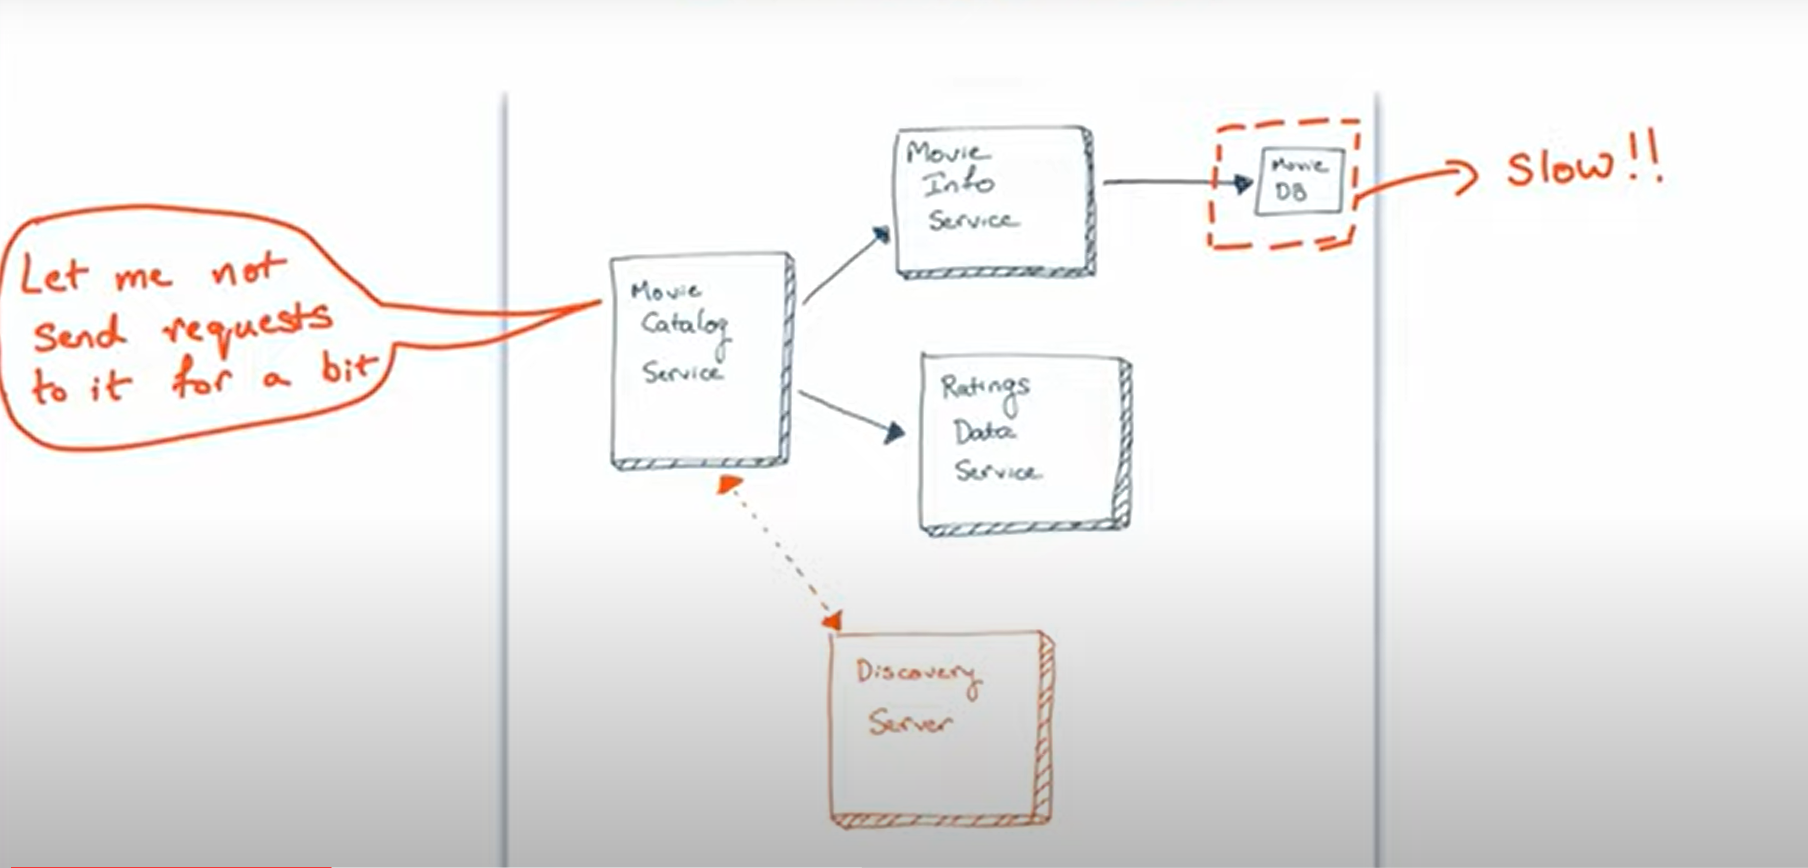 Let me not
send requests
to it for a bit
Movie
Catalog
Service
Movie
Info
Service
Movie
DB
Slow!!
Ratings
Data
Service
Discovery
Server